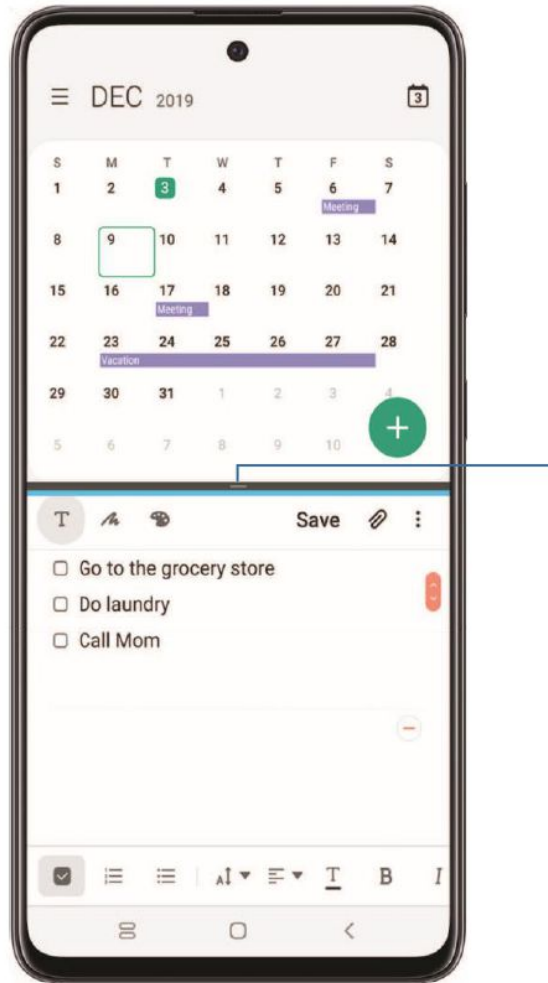 DEC 2019
3
S M T W T F S
1 2 3 4 5 6 7
Meeting
8 9 10 11 12 13 14
15 16 17 18 19 20 21
Meeting
22 23 24 25 26 27 28
Vacation
29 30 31 1 2 3 4
5 6 7 8 9 10
T Save
Go to the grocery store
Do laundry
Call Mom
A T B I